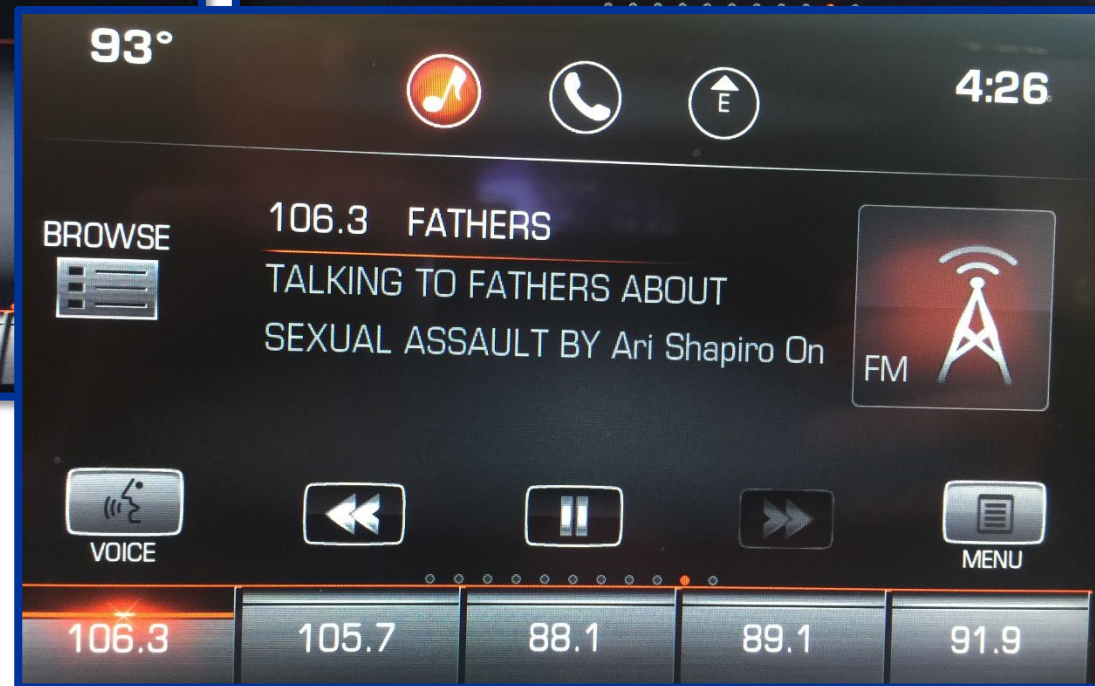 93°
4:26
E
BROWSE
106.3 FATHERS
TALKING TO FATHERS ABOUT
SEXUAL ASSAULT BY Ari Shapiro On
FM
VOICE
MENU
106.3
105.7
88.1
89.1
91.9